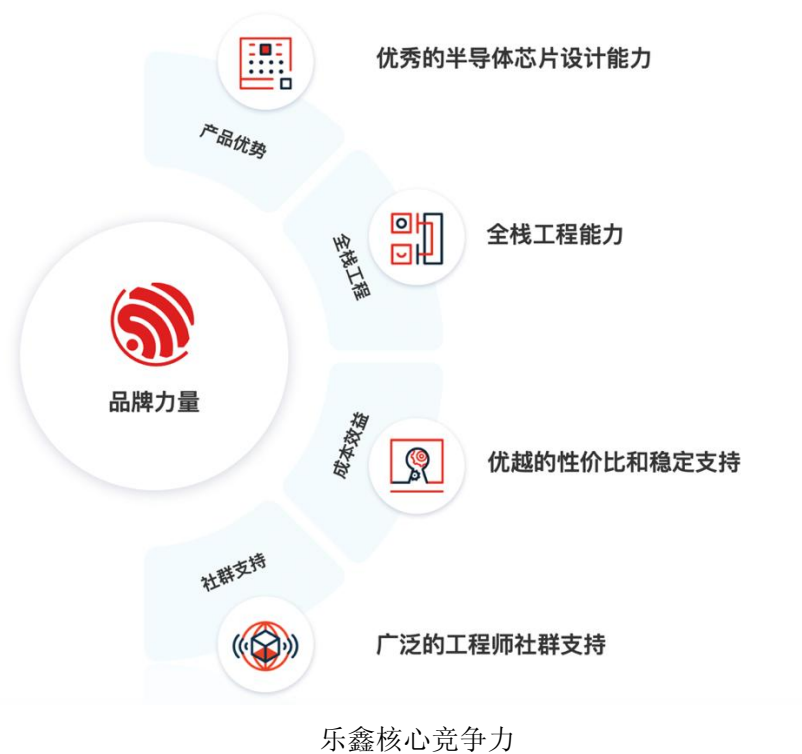 优秀的半导体芯片设计能力
产品优势
全栈工程能力
全栈工程
品牌力量
成本效益
优越的性价比和稳定支持
社群支持
广泛的工程师社群支持
乐鑫核心竞争力